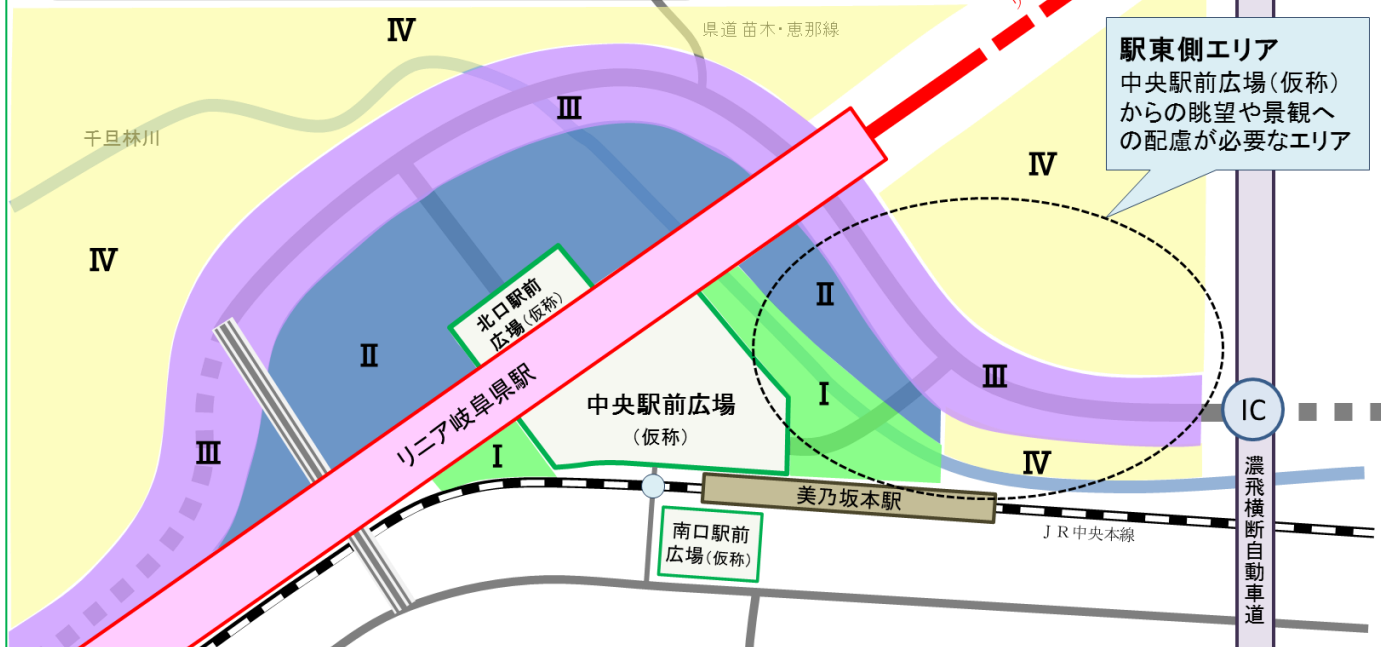 Ⅳ
県道 苗木・恵那線
駅東側エリア
中央駅前広場(仮称)
からの眺望や景観へ
の配慮が必要なエリア
Ⅲ
千旦林川
Ⅳ
Ⅳ
北口駅前
広場(仮称)
Ⅱ
Ⅱ
リニア岐阜県駅
中央駅前広場
(仮称)
Ⅰ
Ⅲ
IC
Ⅲ
Ⅰ
Ⅳ
美乃坂本駅
南口駅前
広場(仮称)
JR中央本線
濃飛横断自動車道